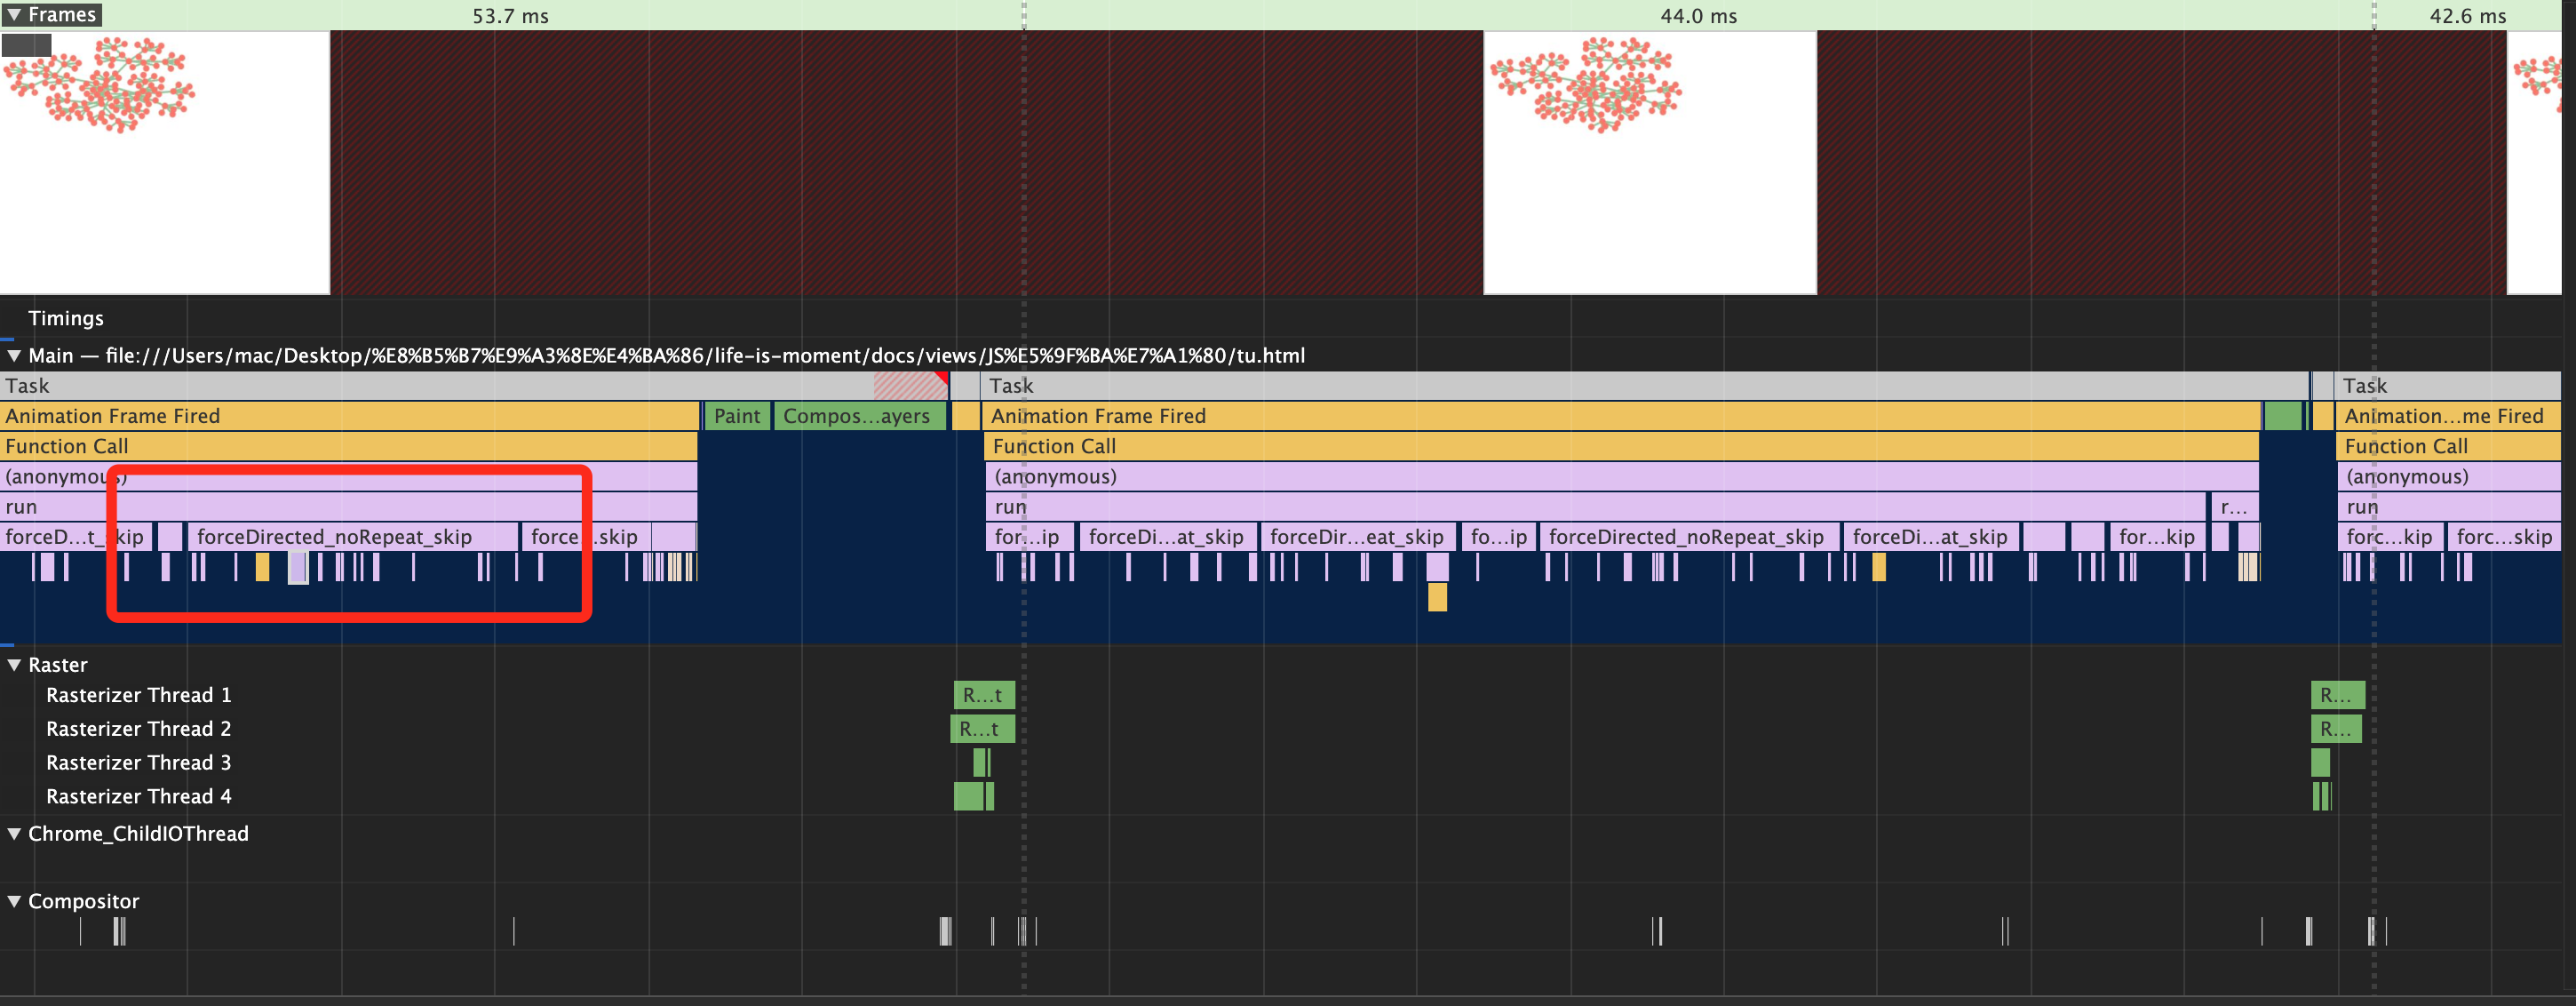 Frames
53.7 ms 44.0 ms 42.6 ms
Timings
Main — file:///Users/mac/Desktop/%E8%B5%B7%E9%A3%8E%E4%BA%86/life-is-moment/docs/views/JS%E5%9F%BA%E7%A1%80/tu.html
Task Task Task
Animation Frame Fired Paint Compos…ayers Animation Frame Fired Animation…me Fired
Function Call Function Call Function Call
(anonymous) (anonymous) (anonymous)
run run r… run
forceD…t_skip forceDirected_noRepeat_skip force…skip for…ip forceDi…at_skip forceDir…eat_skip fo…ip forceDirected_noRepeat_skip forceDi…at_skip for…kip forc…kip forc…skip
Raster
Rasterizer Thread 1 R…t R…
Rasterizer Thread 2 R…t R…
Rasterizer Thread 3
Rasterizer Thread 4
Chrome_ChildIOThread
Compositor